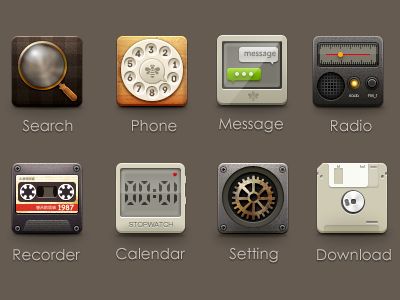 message
Search
Phone
Message
Radio
1987
STOPWATCH
Recorder
Calendar
Setting
Download